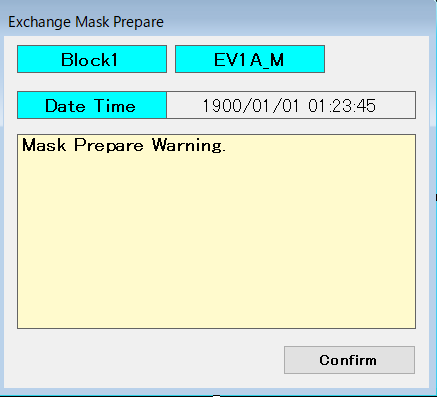 Exchange Mask Prepare
Block1 EV1A_M
Date Time 1900/01/01 01:23:45
Mask Prepare Warning.
Confirm